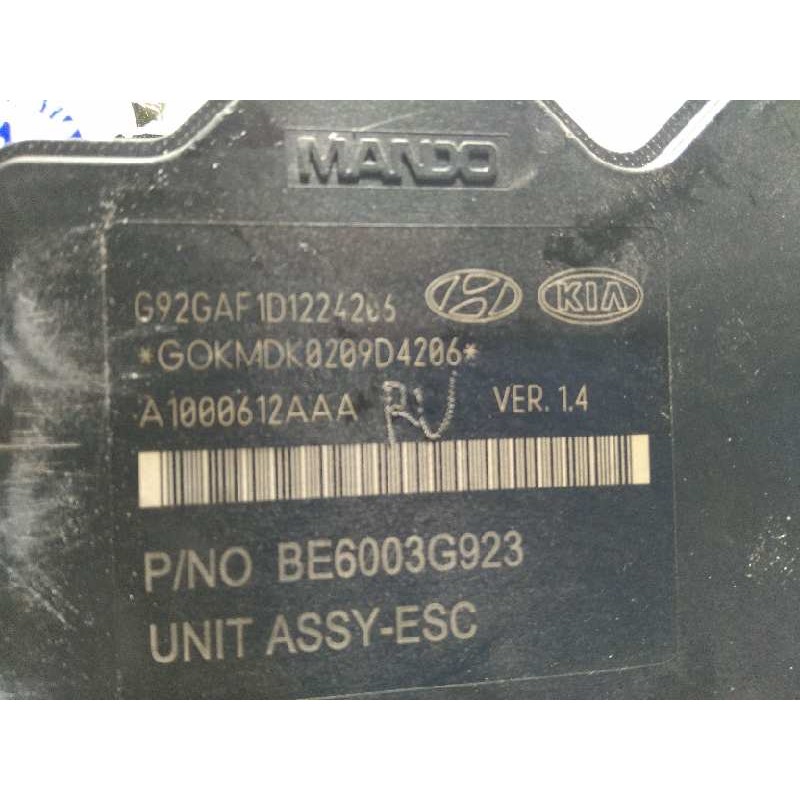 MANDO
G92GAF1D1224206
KIA
*GOKMDK0209D4206*
A1000612AAA VER. 1.4
P/NO BE6003G923
UNIT ASSY-ESC